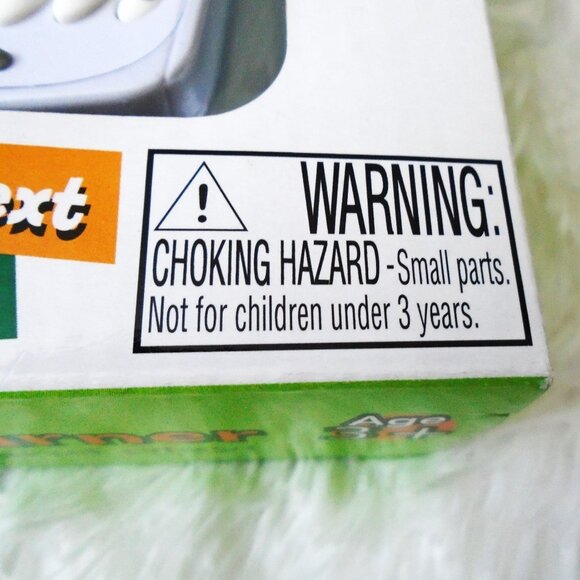 ext
WARNING:
CHOKING HAZARD - Small parts.
Not for children under 3 years.
Age